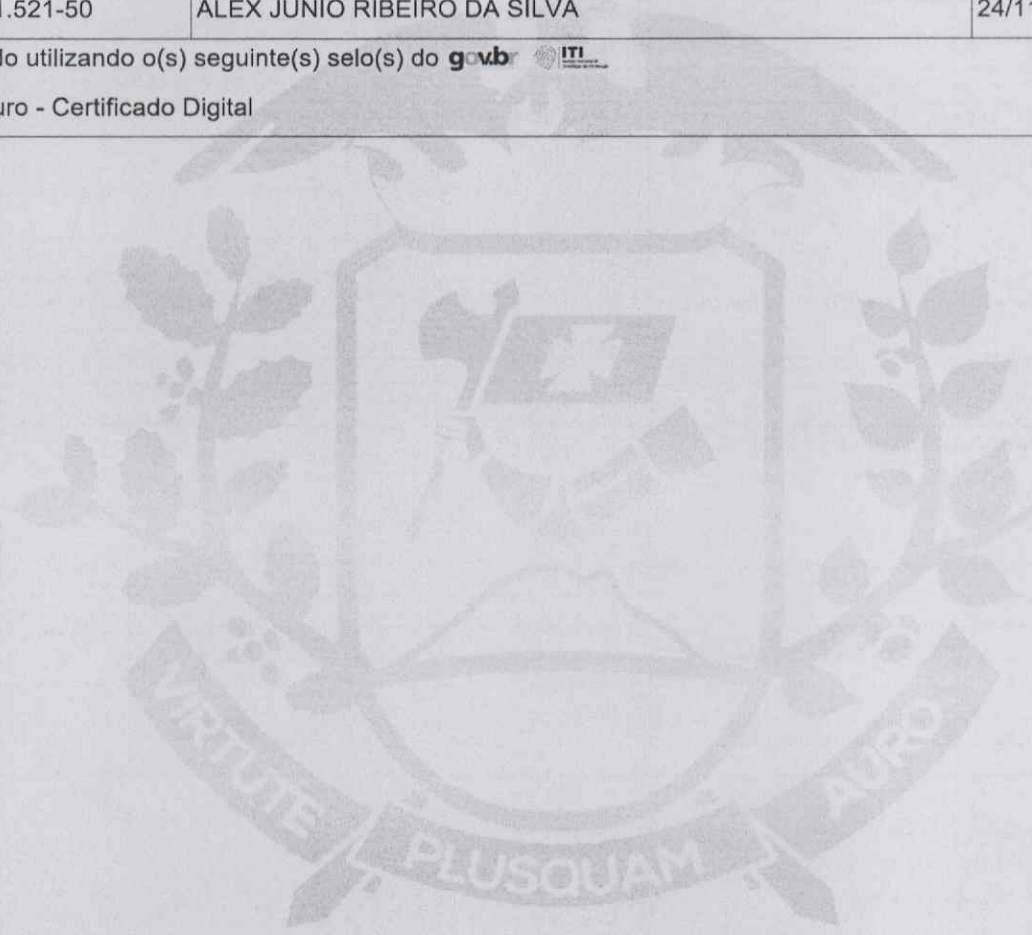 .521-50 ALEX JUNIO RIBEIRO DA SILVA 24/11
do utilizando o(s) seguinte(s) selo(s) do gov.br ITI
uro - Certificado Digital
VIRTUTE PLUSQUAM AURO